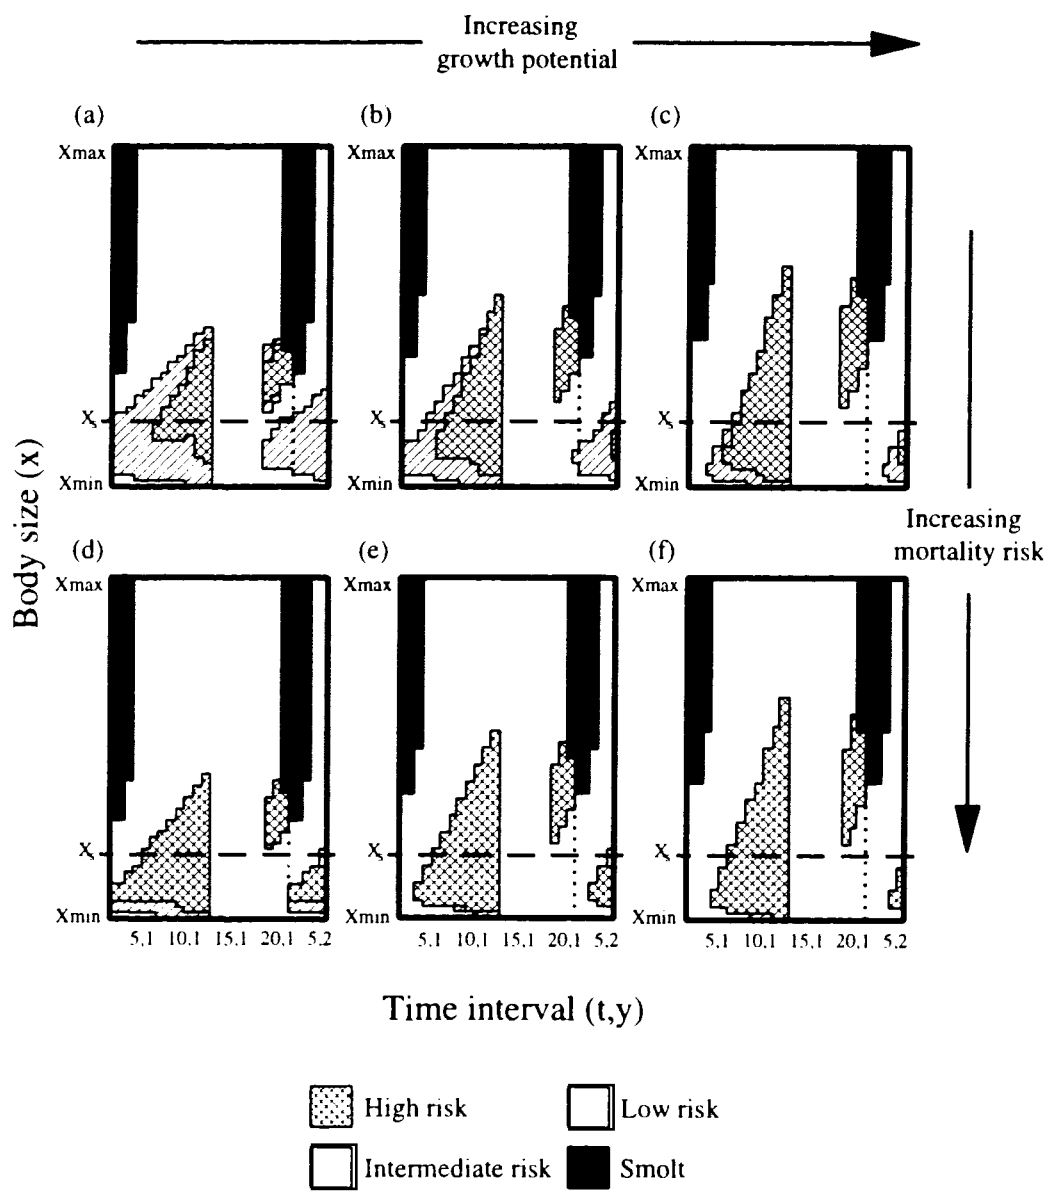 Increasing
growth potential
(a) (b) (c)
Xmax Xmax Xmax
Xs Xs Xs
Xmin Xmin Xmin
Body size (x)
Increasing
mortality risk
(d) (e) (f)
Xmax Xmax Xmax
Xs Xs Xs
Xmin Xmin Xmin
5,1 10,1 15,1 20,1 5,2 5,1 10,1 15,1 20,1 5,2 5,1 10,1 15,1 20,1 5,2
Time interval (t,y)
High risk Low risk
Intermediate risk Smolt